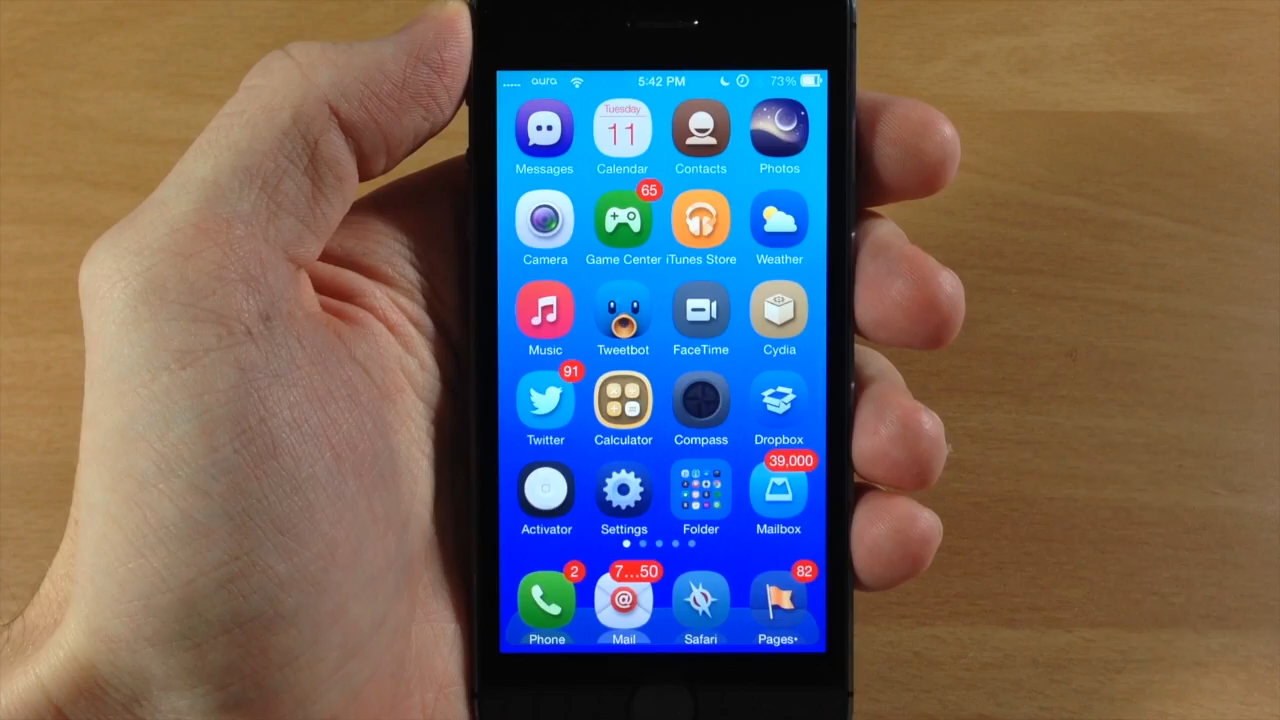 aura 5:42 PM 73%
Tuesday
11
Messages Calendar Contacts Photos
65
Camera Game Center iTunes Store Weather
Music Tweetbot FaceTime Cydia
91
Twitter Calculator Compass Dropbox
39,000
Activator Settings Folder Mailbox
2 7...50 82
@
Phone Mail Safari Pages•